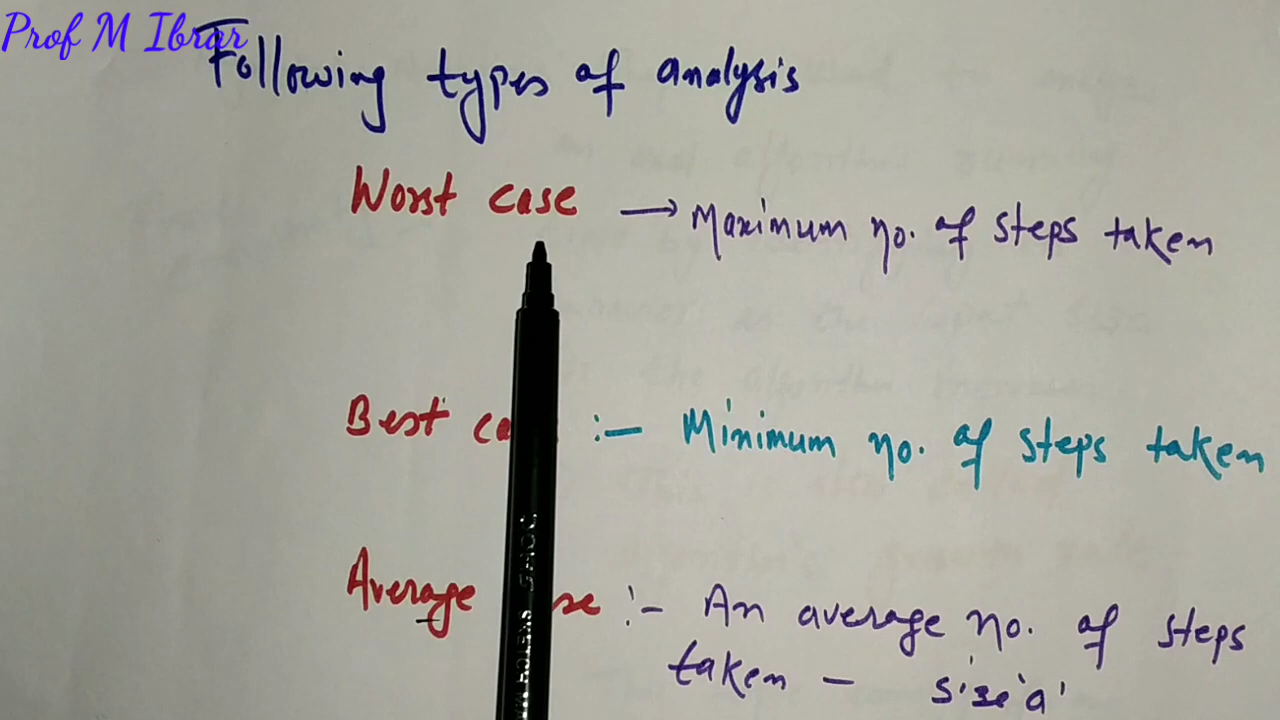 Prof M Ibrar
Following types of analysis
Worst case → Maximum no. of steps taken
Best ca :- Minimum no. of steps taken
Average se :- An average no. of steps
taken - size 'a'